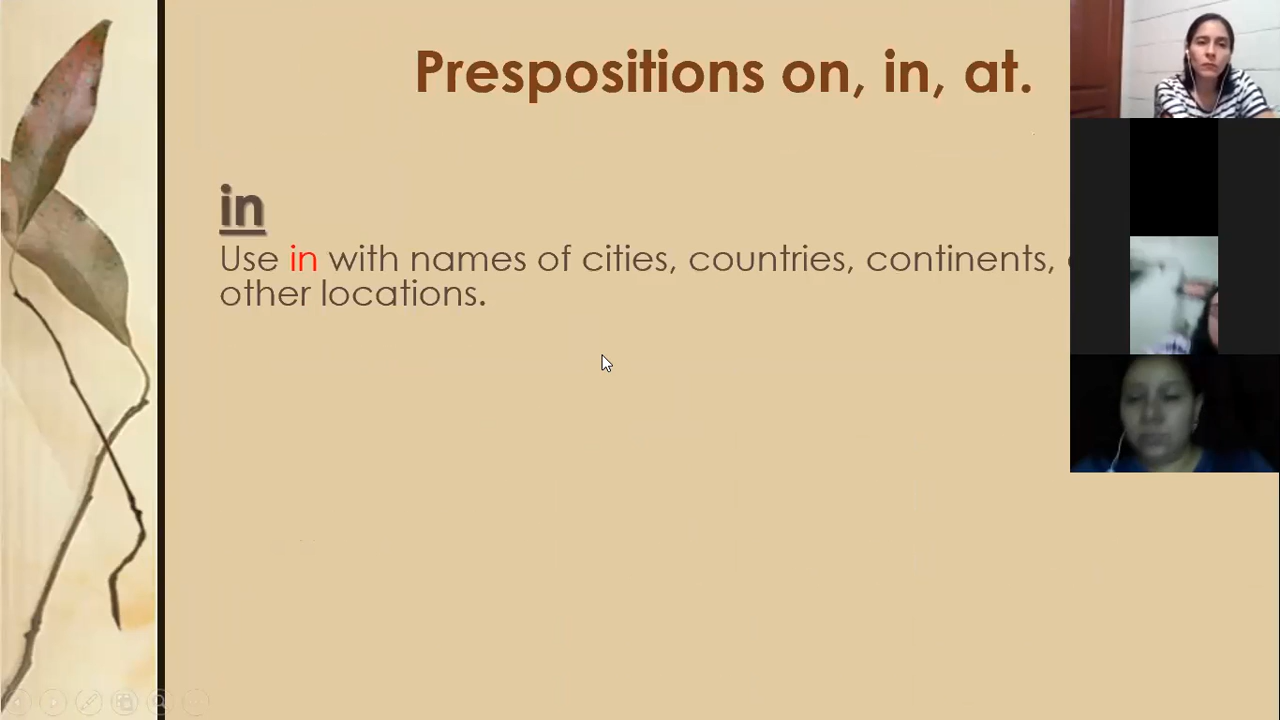 Prespositions on, in, at.
in
Use in with names of cities, countries, continents,
other locations.